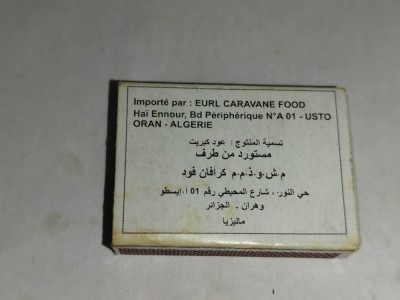 Importé par : EURL CARAVANE FOOD
Haï Ennour, Bd Périphérique N°A 01 - USTO
ORAN - ALGERIE
تسمية المنتوج : عود كبريت
مستورد من طرف
م.ش.و.ذ.م.م كرافان فود
حي النور، شارع المحيطي رقم 01 أ.إيسطو
وهران - الجزائر
ماليزيا